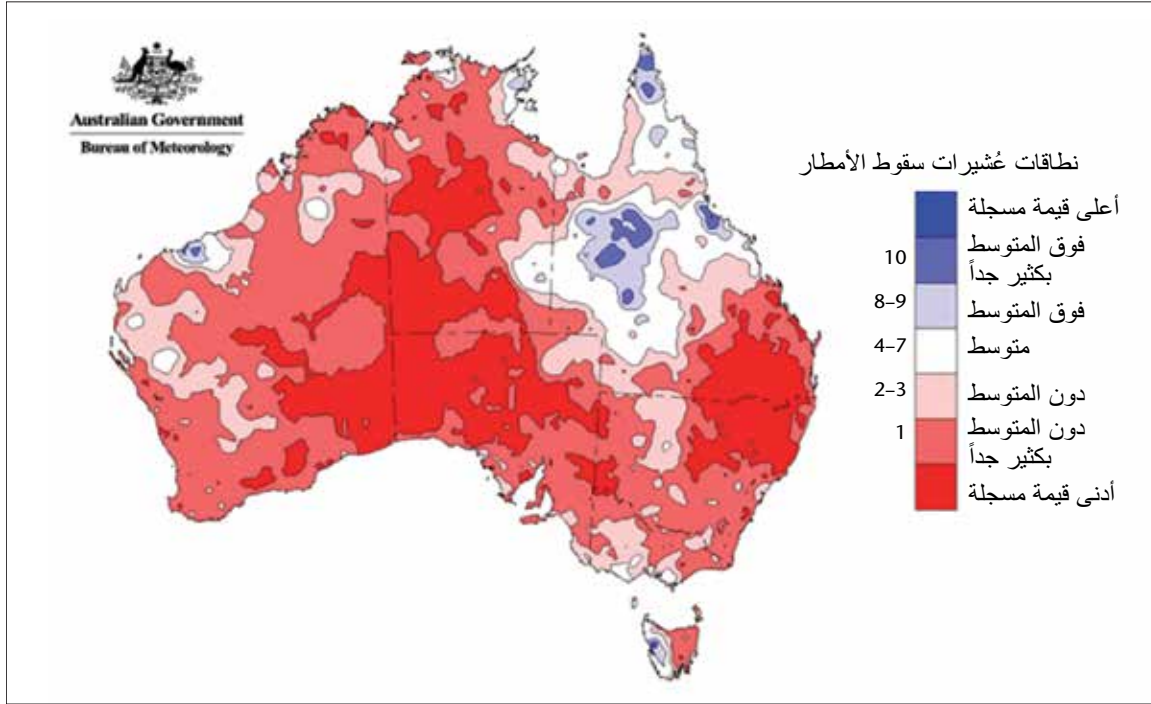 Australian Government
Bureau of Meteorology
نطاقات عُشيرات سقوط الأمطار
أعلى قيمة مسجلة
10
فوق المتوسط
بكثير جداً
8–9
فوق المتوسط
4–7
متوسط
2–3
دون المتوسط
1
دون المتوسط
بكثير جداً
أدنى قيمة مسجلة